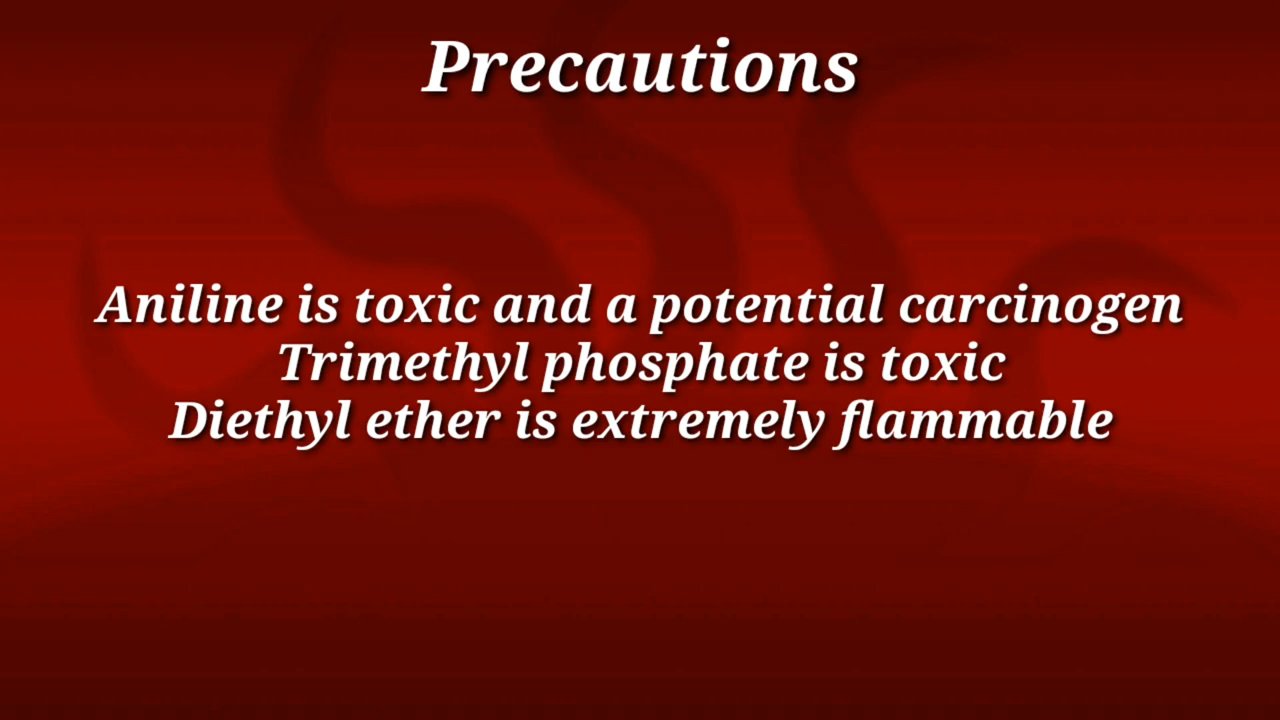 Precautions
Aniline is toxic and a potential carcinogen
Trimethyl phosphate is toxic
Diethyl ether is extremely flammable